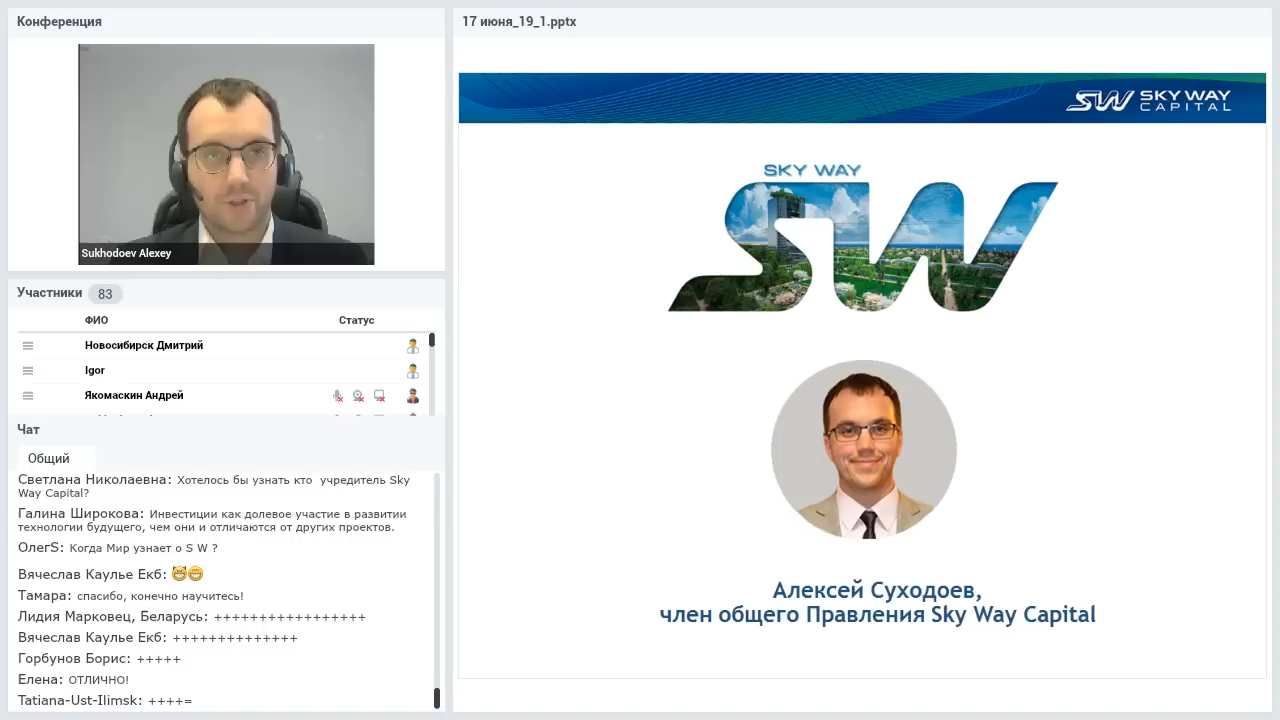 Конференция
Sukhodoev Alexey
Участники 83
ФИО Статус
Новосибирск Дмитрий
Igor
Якомаскин Андрей
Чат
Общий
Светлана Николаевна: Хотелось бы узнать кто учредитель Sky
Way Capital?
Галина Широкова: Инвестиции как долевое участие в развитии
технологии будущего, чем они и отличаются от других проектов.
ОлегS: Когда Мир узнает о S W ?
Вячеслав Каулье Екб:
Тамара: спасибо, конечно научитесь!
Лидия Марковец, Беларусь: +++++++++++++++++
Вячеслав Каулье Екб: ++++++++++++++
Горбунов Борис: +++++
Елена: ОТЛИЧНО!
Tatiana-Ust-Ilimsk: ++++=
17 июня_19_1.pptx
SW SKY WAY
CAPITAL
SKY WAY
SW
Алексей Суходоев,
член общего Правления Sky Way Capital